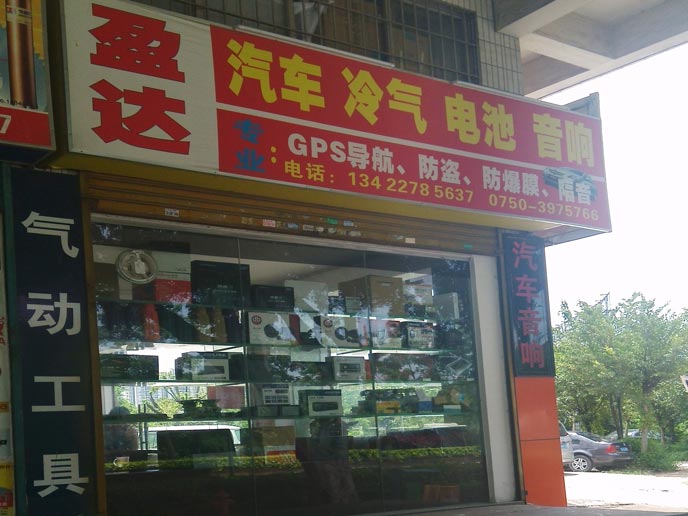 盈达
汽车 冷气 电池 音响
专业:
GPS导航、防盗、防爆膜、隔音
电话: 134 2278 5637 0750-3975766
气动工具
汽车音响
7